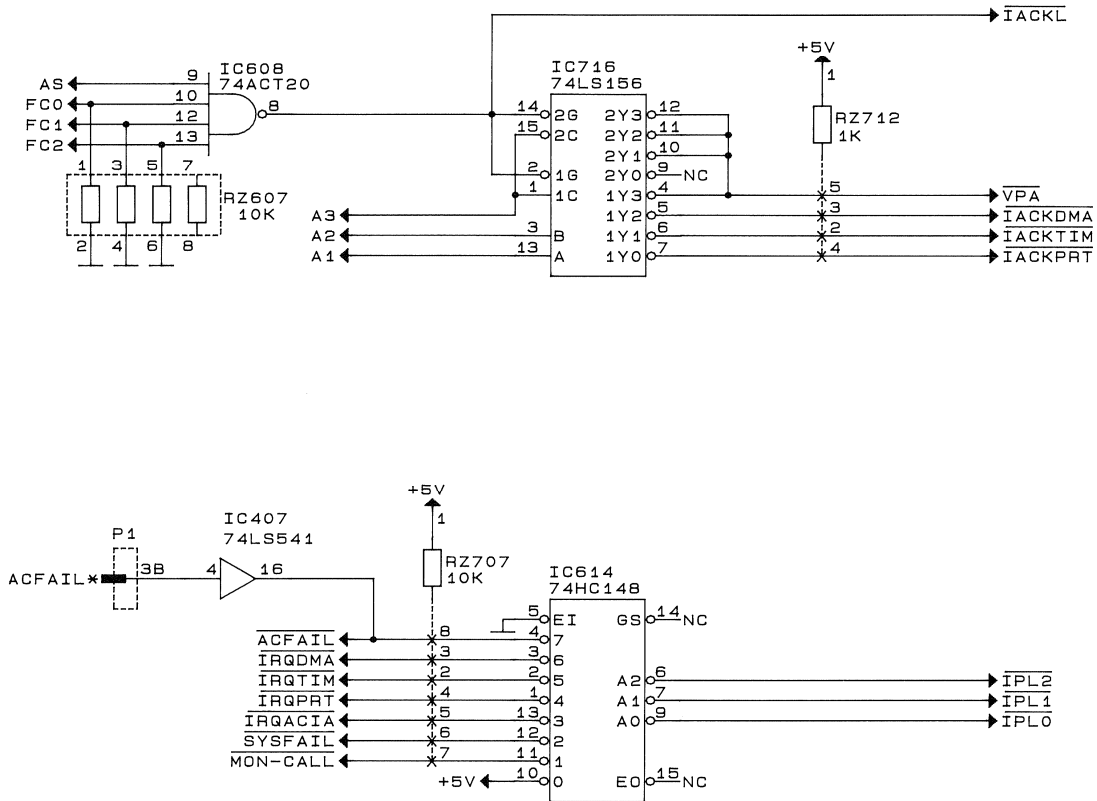 IACKL
+5V
1
IC608
74ACT20
IC716
74LS156
AS 9
FC0 10
FC1 12
FC2 13
8
14 2G 2Y3 12
15 2C 2Y2 11
2Y1 10
2 1G 2Y0 9 NC
1 1C 1Y3 4
1Y2 5
3 B 1Y1 6
13 A 1Y0 7
RZ712
1K
1 3 5 7
RZ607
10K
2 4 6 8
A3
A2
A1
5 VPA
3 IACKDMA
2 IACKTIM
4 IACKPRT
+5V
1
P1
IC407
74LS541
ACFAIL* 3B 4 16
RZ707
10K
IC614
74HC148
5 EI GS 14 NC
ACFAIL 8 4 7
IRQDMA 3 3 6
IRQTIM 2 2 5 A2 6 IPL2
IRQPRT 4 1 4 A1 7 IPL1
IRQACIA 5 13 3 A0 9 IPL0
SYSFAIL 6 12 2
MON-CALL 7 11 1
+5V 10 0 EO 15 NC